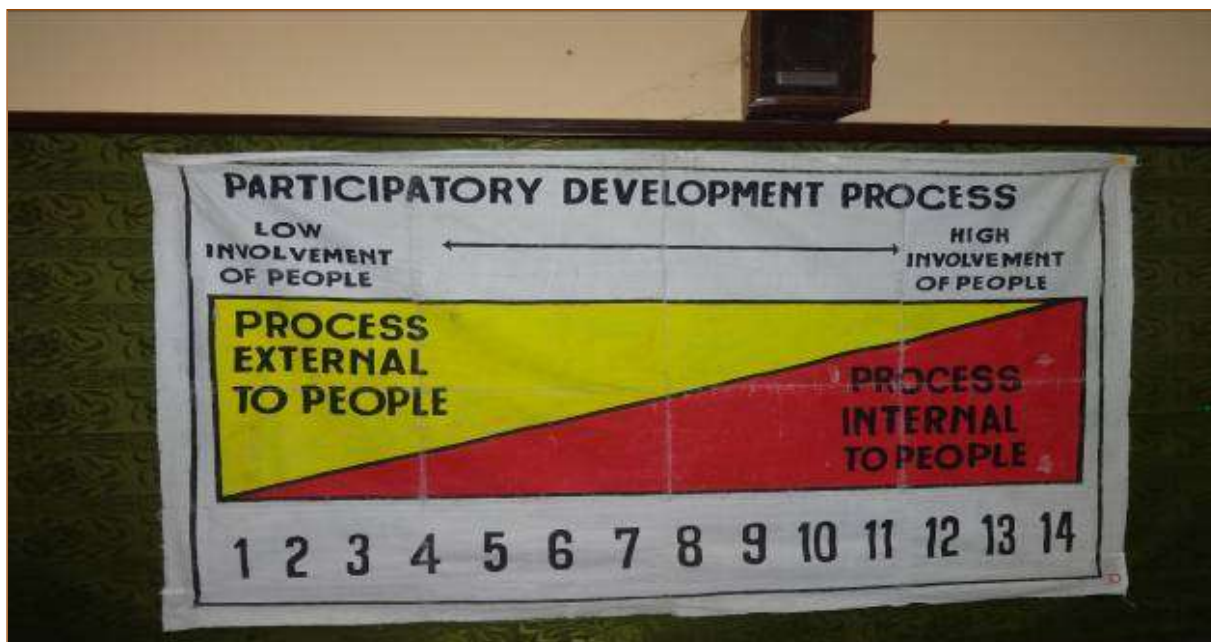 PARTICIPATORY DEVELOPMENT PROCESS
LOW
INVOLVEMENT
OF PEOPLE
HIGH
INVOLVEMENT
OF PEOPLE
PROCESS
EXTERNAL
TO PEOPLE
PROCESS
INTERNAL
TO PEOPLE
1 2 3 4 5 6 7 8 9 10 11 12 13 14